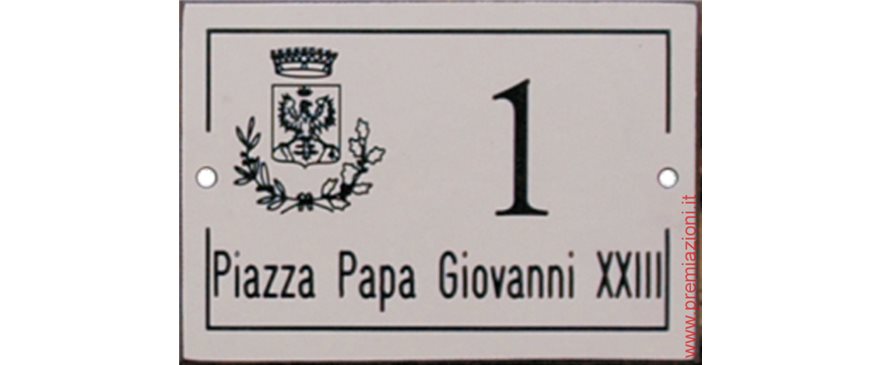 1
Piazza Papa Giovanni XXIII
www.premiazioni.it